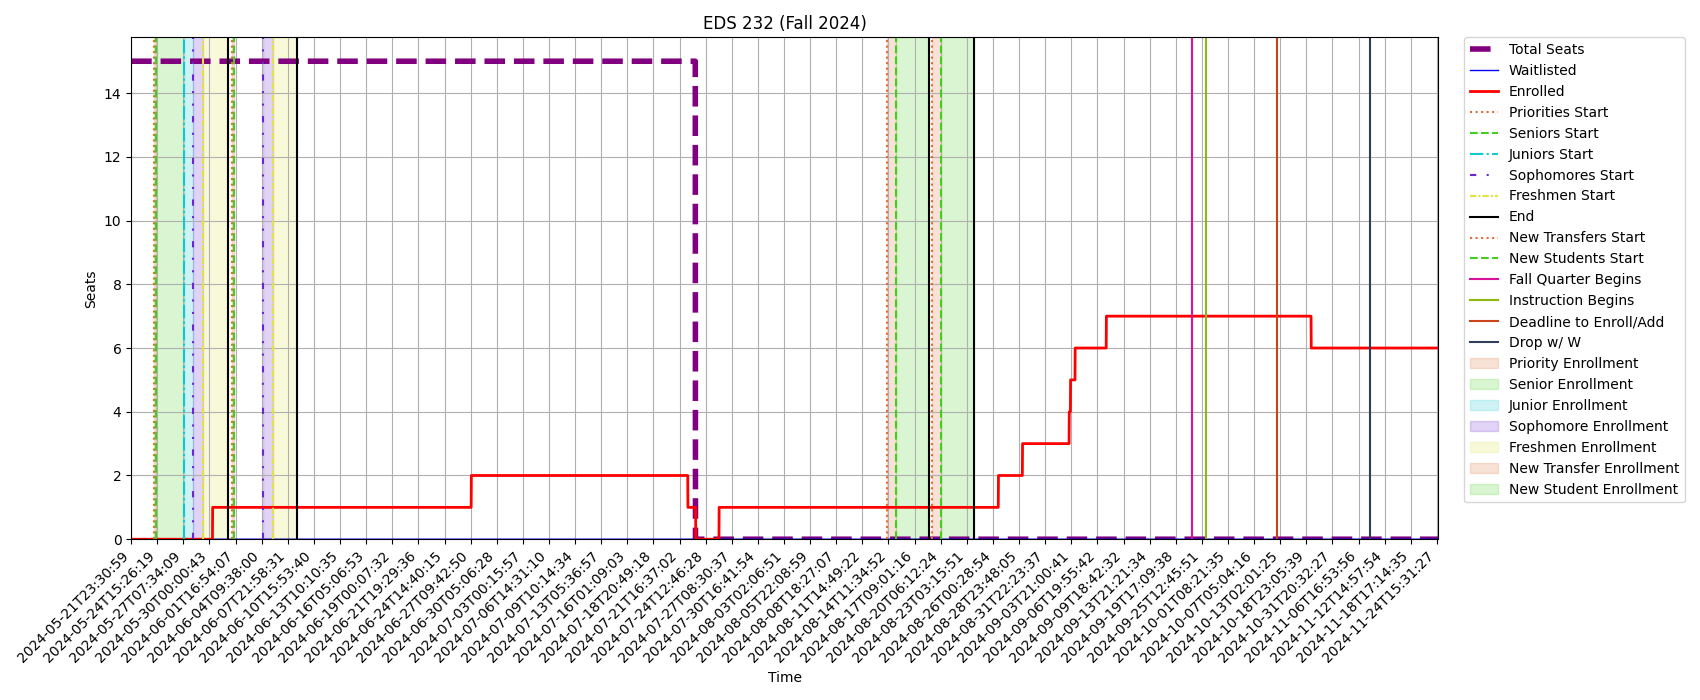 EDS 232 (Fall 2024)
Seats
14
12
10
8
6
4
2
0
2024-05-21T23:30:59
2024-05-24T15:26:19
2024-05-27T07:34:09
2024-05-30T00:00:43
2024-06-01T16:54:07
2024-06-04T09:38:00
2024-06-07T21:58:31
2024-06-10T15:53:40
2024-06-13T10:10:35
2024-06-16T05:06:53
2024-06-19T00:07:32
2024-06-21T19:29:36
2024-06-24T14:40:15
2024-06-27T09:42:50
2024-06-30T05:06:28
2024-07-03T00:15:57
2024-07-06T14:31:10
2024-07-09T10:14:34
2024-07-13T05:36:57
2024-07-16T01:09:03
2024-07-18T20:49:18
2024-07-21T16:37:02
2024-07-24T12:46:28
2024-07-27T08:30:37
2024-07-30T16:41:54
2024-08-03T02:06:51
2024-08-05T22:08:59
2024-08-08T18:27:07
2024-08-11T14:49:22
2024-08-14T11:34:52
2024-08-17T09:01:16
2024-08-20T06:12:24
2024-08-23T03:15:51
2024-08-26T00:28:54
2024-08-28T23:48:05
2024-08-31T22:23:37
2024-09-03T21:00:41
2024-09-06T19:55:42
2024-09-09T18:42:32
2024-09-13T21:21:34
2024-09-19T17:09:38
2024-09-25T12:45:51
2024-10-01T08:21:35
2024-10-07T05:04:16
2024-10-13T02:01:25
2024-10-18T23:05:39
2024-10-31T20:32:27
2024-11-06T16:53:56
2024-11-12T14:57:54
2024-11-18T17:14:35
2024-11-24T15:31:27
Time
Total Seats
Waitlisted
Enrolled
Priorities Start
Seniors Start
Juniors Start
Sophomores Start
Freshmen Start
End
New Transfers Start
New Students Start
Fall Quarter Begins
Instruction Begins
Deadline to Enroll/Add
Drop w/ W
Priority Enrollment
Senior Enrollment
Junior Enrollment
Sophomore Enrollment
Freshmen Enrollment
New Transfer Enrollment
New Student Enrollment